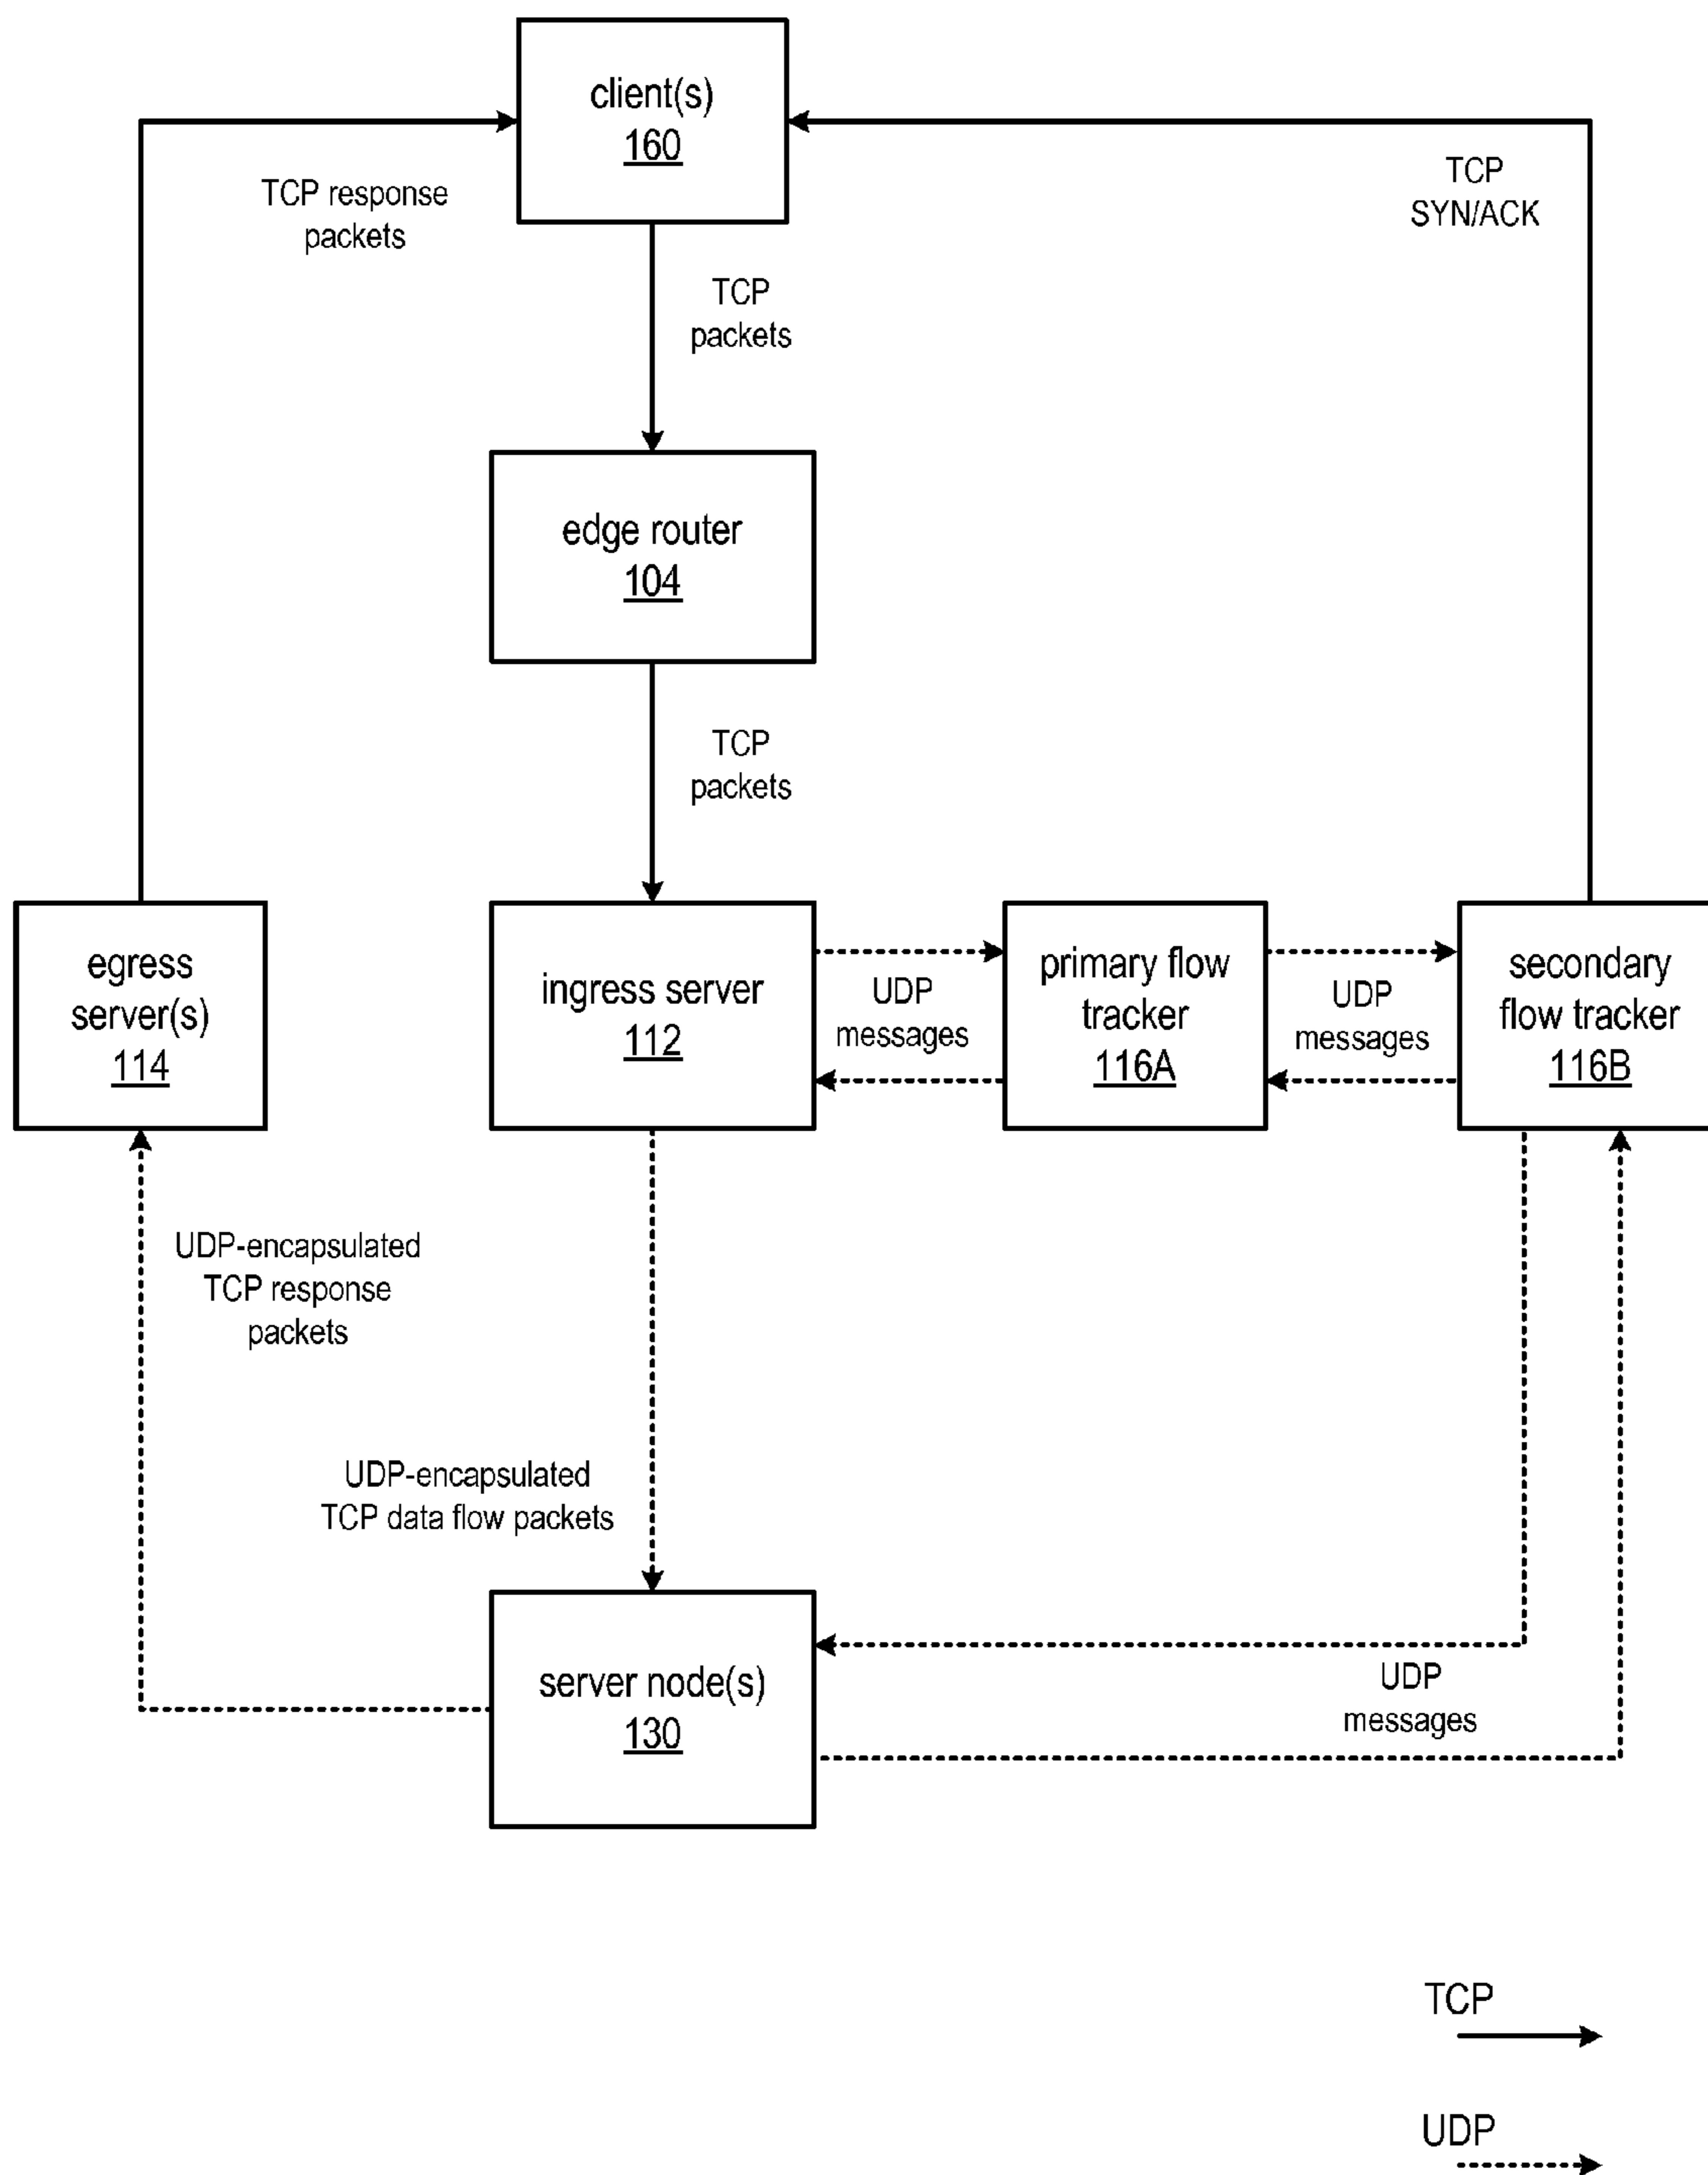 client(s)
160
TCP response
packets
TCP
SYN/ACK
TCP
packets
edge router
104
TCP
packets
egress
server(s)
114
ingress server
112
UDP
messages
primary flow
tracker
116A
UDP
messages
secondary
flow tracker
116B
UDP-encapsulated
TCP response
packets
UDP-encapsulated
TCP data flow packets
server node(s)
130
UDP
messages
TCP
UDP